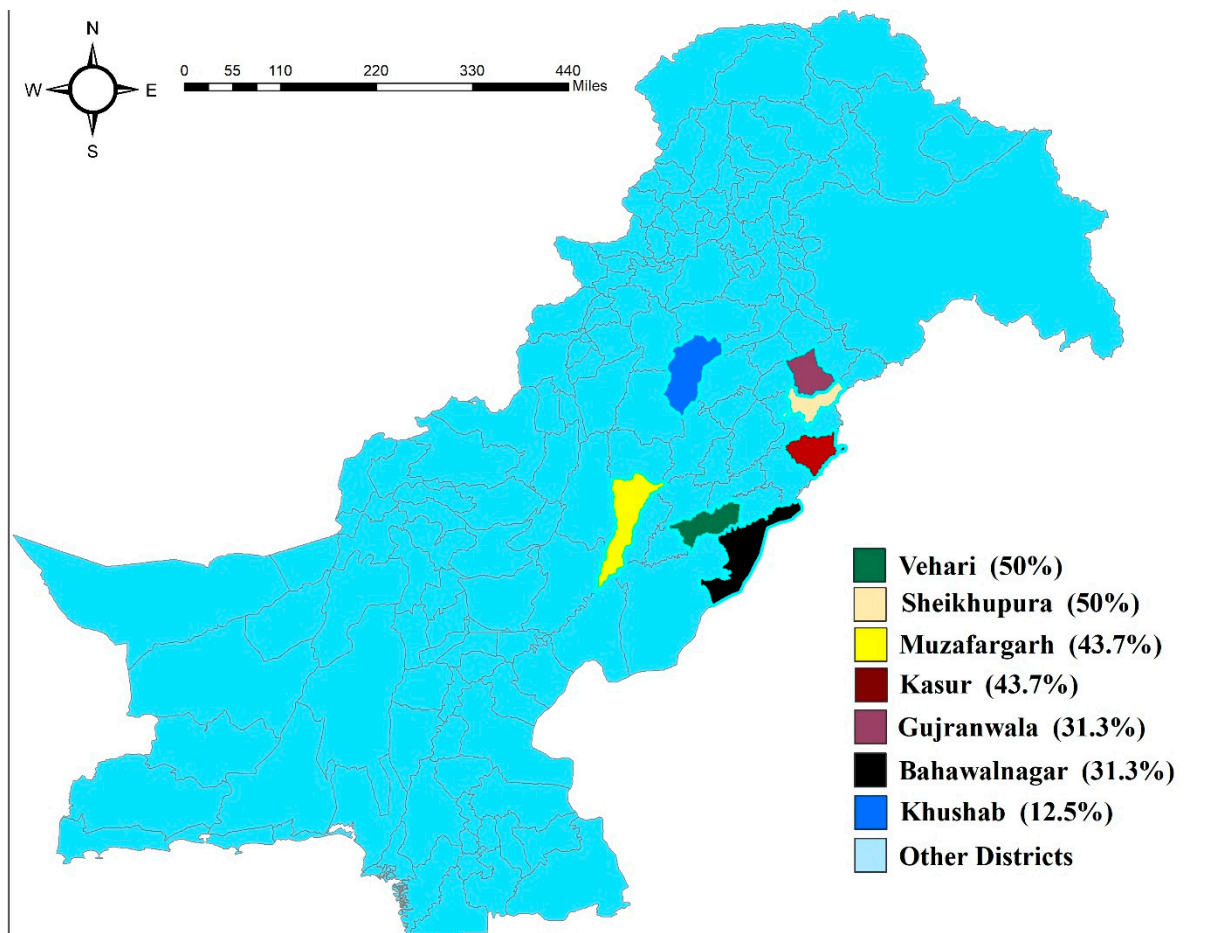 N
W E
S
0 55 110 220 330 440
Miles
Vehari (50%)
Sheikhupura (50%)
Muzafargarh (43.7%)
Kasur (43.7%)
Gujranwala (31.3%)
Bahawalnagar (31.3%)
Khushab (12.5%)
Other Districts